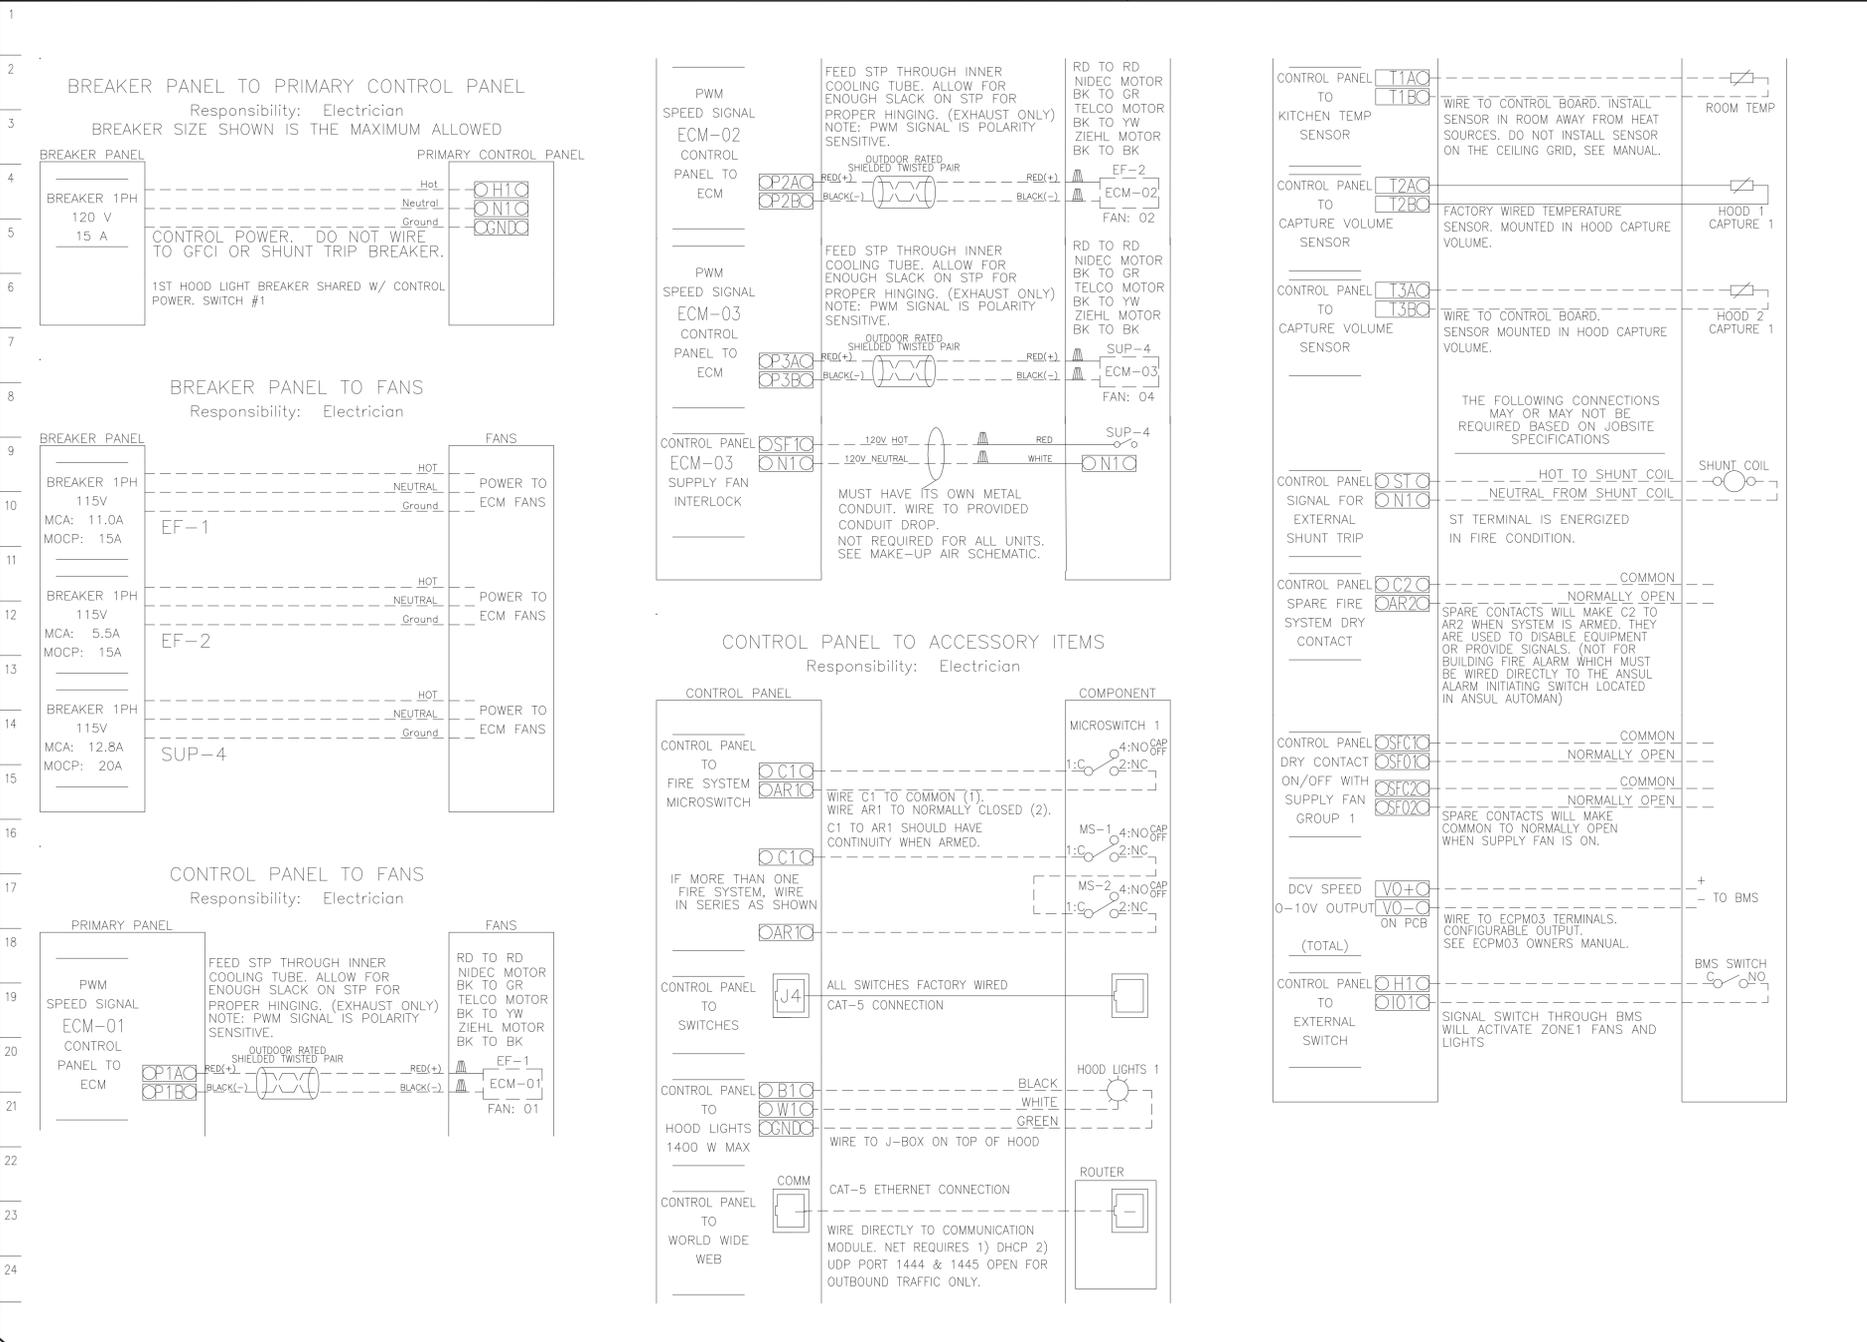 1
2
3
4
5
6
7
8
9
10
11
12
13
14
15
16
17
18
19
20
21
22
23
24
BREAKER PANEL TO PRIMARY CONTROL PANEL
Responsibility: Electrician
BREAKER SIZE SHOWN IS THE MAXIMUM ALLOWED
BREAKER PANEL
PRIMARY CONTROL PANEL
BREAKER 1PH
120 V
15 A
Hot
H1
Neutral
N1
Ground
GND
CONTROL POWER. DO NOT WIRE
TO GFCI OR SHUNT TRIP BREAKER.
1ST HOOD LIGHT BREAKER SHARED W/ CONTROL
POWER. SWITCH #1
BREAKER PANEL TO FANS
Responsibility: Electrician
BREAKER PANEL
FANS
BREAKER 1PH
115V
MCA: 11.0A
MOCP: 15A
HOT
NEUTRAL
Ground
EF-1
POWER TO
ECM FANS
BREAKER 1PH
115V
MCA: 5.5A
MOCP: 15A
HOT
NEUTRAL
Ground
EF-2
POWER TO
ECM FANS
BREAKER 1PH
115V
MCA: 12.8A
MOCP: 20A
HOT
NEUTRAL
Ground
SUP-4
POWER TO
ECM FANS
CONTROL PANEL TO FANS
Responsibility: Electrician
PRIMARY PANEL
FANS
PWM
SPEED SIGNAL
ECM-01
CONTROL
PANEL TO
ECM
P1A
P1B
FEED STP THROUGH INNER
COOLING TUBE. ALLOW FOR
ENOUGH SLACK ON STP FOR
PROPER HINGING. (EXHAUST ONLY)
NOTE: PWM SIGNAL IS POLARITY
SENSITIVE.
OUTDOOR RATED
SHIELDED TWISTED PAIR
RED(+)
RED(+)
BLACK(-)
BLACK(-)
RD TO RD
NIDEC MOTOR
BK TO GR
TELCO MOTOR
BK TO YW
ZIEHL MOTOR
BK TO BK
EF-1
ECM-01
FAN: 01
PWM
SPEED SIGNAL
ECM-02
CONTROL
PANEL TO
ECM
P2A
P2B
FEED STP THROUGH INNER
COOLING TUBE. ALLOW FOR
ENOUGH SLACK ON STP FOR
PROPER HINGING. (EXHAUST ONLY)
NOTE: PWM SIGNAL IS POLARITY
SENSITIVE.
OUTDOOR RATED
SHIELDED TWISTED PAIR
RED(+)
RED(+)
BLACK(-)
BLACK(-)
RD TO RD
NIDEC MOTOR
BK TO GR
TELCO MOTOR
BK TO YW
ZIEHL MOTOR
BK TO BK
EF-2
ECM-02
FAN: 02
PWM
SPEED SIGNAL
ECM-03
CONTROL
PANEL TO
ECM
P3A
P3B
FEED STP THROUGH INNER
COOLING TUBE. ALLOW FOR
ENOUGH SLACK ON STP FOR
PROPER HINGING. (EXHAUST ONLY)
NOTE: PWM SIGNAL IS POLARITY
SENSITIVE.
OUTDOOR RATED
SHIELDED TWISTED PAIR
RED(+)
RED(+)
BLACK(-)
BLACK(-)
RD TO RD
NIDEC MOTOR
BK TO GR
TELCO MOTOR
BK TO YW
ZIEHL MOTOR
BK TO BK
SUP-4
ECM-03
FAN: 04
CONTROL PANEL
ECM-03
SUPPLY FAN
INTERLOCK
SF1
N1
120V HOT
RED
120V NEUTRAL
WHITE
SUP-4
N1
MUST HAVE ITS OWN METAL
CONDUIT. WIRE TO PROVIDED
CONDUIT DROP.
NOT REQUIRED FOR ALL UNITS.
SEE MAKE-UP AIR SCHEMATIC.
CONTROL PANEL TO ACCESSORY ITEMS
Responsibility: Electrician
CONTROL PANEL
COMPONENT
CONTROL PANEL
TO
FIRE SYSTEM
MICROSWITCH
C1
AR1
MICROSWITCH 1
4:NO CAP OFF
1:C
2:NC
WIRE C1 TO COMMON (1).
WIRE AR1 TO NORMALLY CLOSED (2).
C1 TO AR1 SHOULD HAVE
CONTINUITY WHEN ARMED.
C1
MS-1
4:NO CAP OFF
1:C
2:NC
IF MORE THAN ONE
FIRE SYSTEM, WIRE
IN SERIES AS SHOWN
MS-2
4:NO CAP OFF
1:C
2:NC
AR1
CONTROL PANEL
TO
SWITCHES
J4
ALL SWITCHES FACTORY WIRED
CAT-5 CONNECTION
CONTROL PANEL
TO
HOOD LIGHTS
1400 W MAX
B1
W1
GND
BLACK
WHITE
GREEN
HOOD LIGHTS 1
WIRE TO J-BOX ON TOP OF HOOD
CONTROL PANEL
TO
WORLD WIDE
WEB
COMM
CAT-5 ETHERNET CONNECTION
ROUTER
WIRE DIRECTLY TO COMMUNICATION
MODULE. NET REQUIRES 1) DHCP 2)
UDP PORT 1444 & 1445 OPEN FOR
OUTBOUND TRAFFIC ONLY.
CONTROL PANEL
TO
KITCHEN TEMP
SENSOR
T1A
T1B
ROOM TEMP
WIRE TO CONTROL BOARD. INSTALL
SENSOR IN ROOM AWAY FROM HEAT
SOURCES. DO NOT INSTALL SENSOR
ON THE CEILING GRID, SEE MANUAL.
CONTROL PANEL
TO
CAPTURE VOLUME
SENSOR
T2A
T2B
HOOD 1
CAPTURE 1
FACTORY WIRED TEMPERATURE
SENSOR. MOUNTED IN HOOD CAPTURE
VOLUME.
CONTROL PANEL
TO
CAPTURE VOLUME
SENSOR
T3A
T3B
HOOD 2
CAPTURE 1
WIRE TO CONTROL BOARD.
SENSOR MOUNTED IN HOOD CAPTURE
VOLUME.
THE FOLLOWING CONNECTIONS
MAY OR MAY NOT BE
REQUIRED BASED ON JOBSITE
SPECIFICATIONS
CONTROL PANEL
SIGNAL FOR
EXTERNAL
SHUNT TRIP
ST
N1
HOT TO SHUNT COIL
NEUTRAL FROM SHUNT COIL
SHUNT COIL
ST TERMINAL IS ENERGIZED
IN FIRE CONDITION.
CONTROL PANEL
SPARE FIRE
SYSTEM DRY
CONTACT
C2
AR2
COMMON
NORMALLY OPEN
SPARE CONTACTS WILL MAKE C2 TO
AR2 WHEN SYSTEM IS ARMED. THEY
ARE USED TO DISABLE EQUIPMENT
OR PROVIDE SIGNALS. (NOT FOR
BUILDING FIRE ALARM WHICH MUST
BE WIRED DIRECTLY TO THE ANSUL
ALARM INITIATING SWITCH LOCATED
IN ANSUL AUTOMAN)
CONTROL PANEL
DRY CONTACT
ON/OFF WITH
SUPPLY FAN
GROUP 1
SFC1
SFO1
SFC2
SFO2
COMMON
NORMALLY OPEN
COMMON
NORMALLY OPEN
SPARE CONTACTS WILL MAKE
COMMON TO NORMALLY OPEN
WHEN SUPPLY FAN IS ON.
DCV SPEED
0-10V OUTPUT
(TOTAL)
VO+
VO-
ON PCB
+
- TO BMS
WIRE TO ECPM03 TERMINALS.
CONFIGURABLE OUTPUT.
SEE ECPM03 OWNERS MANUAL.
CONTROL PANEL
TO
EXTERNAL
SWITCH
H1
IO1
BMS SWITCH
C
NO
SIGNAL SWITCH THROUGH BMS
WILL ACTIVATE ZONE1 FANS AND
LIGHTS